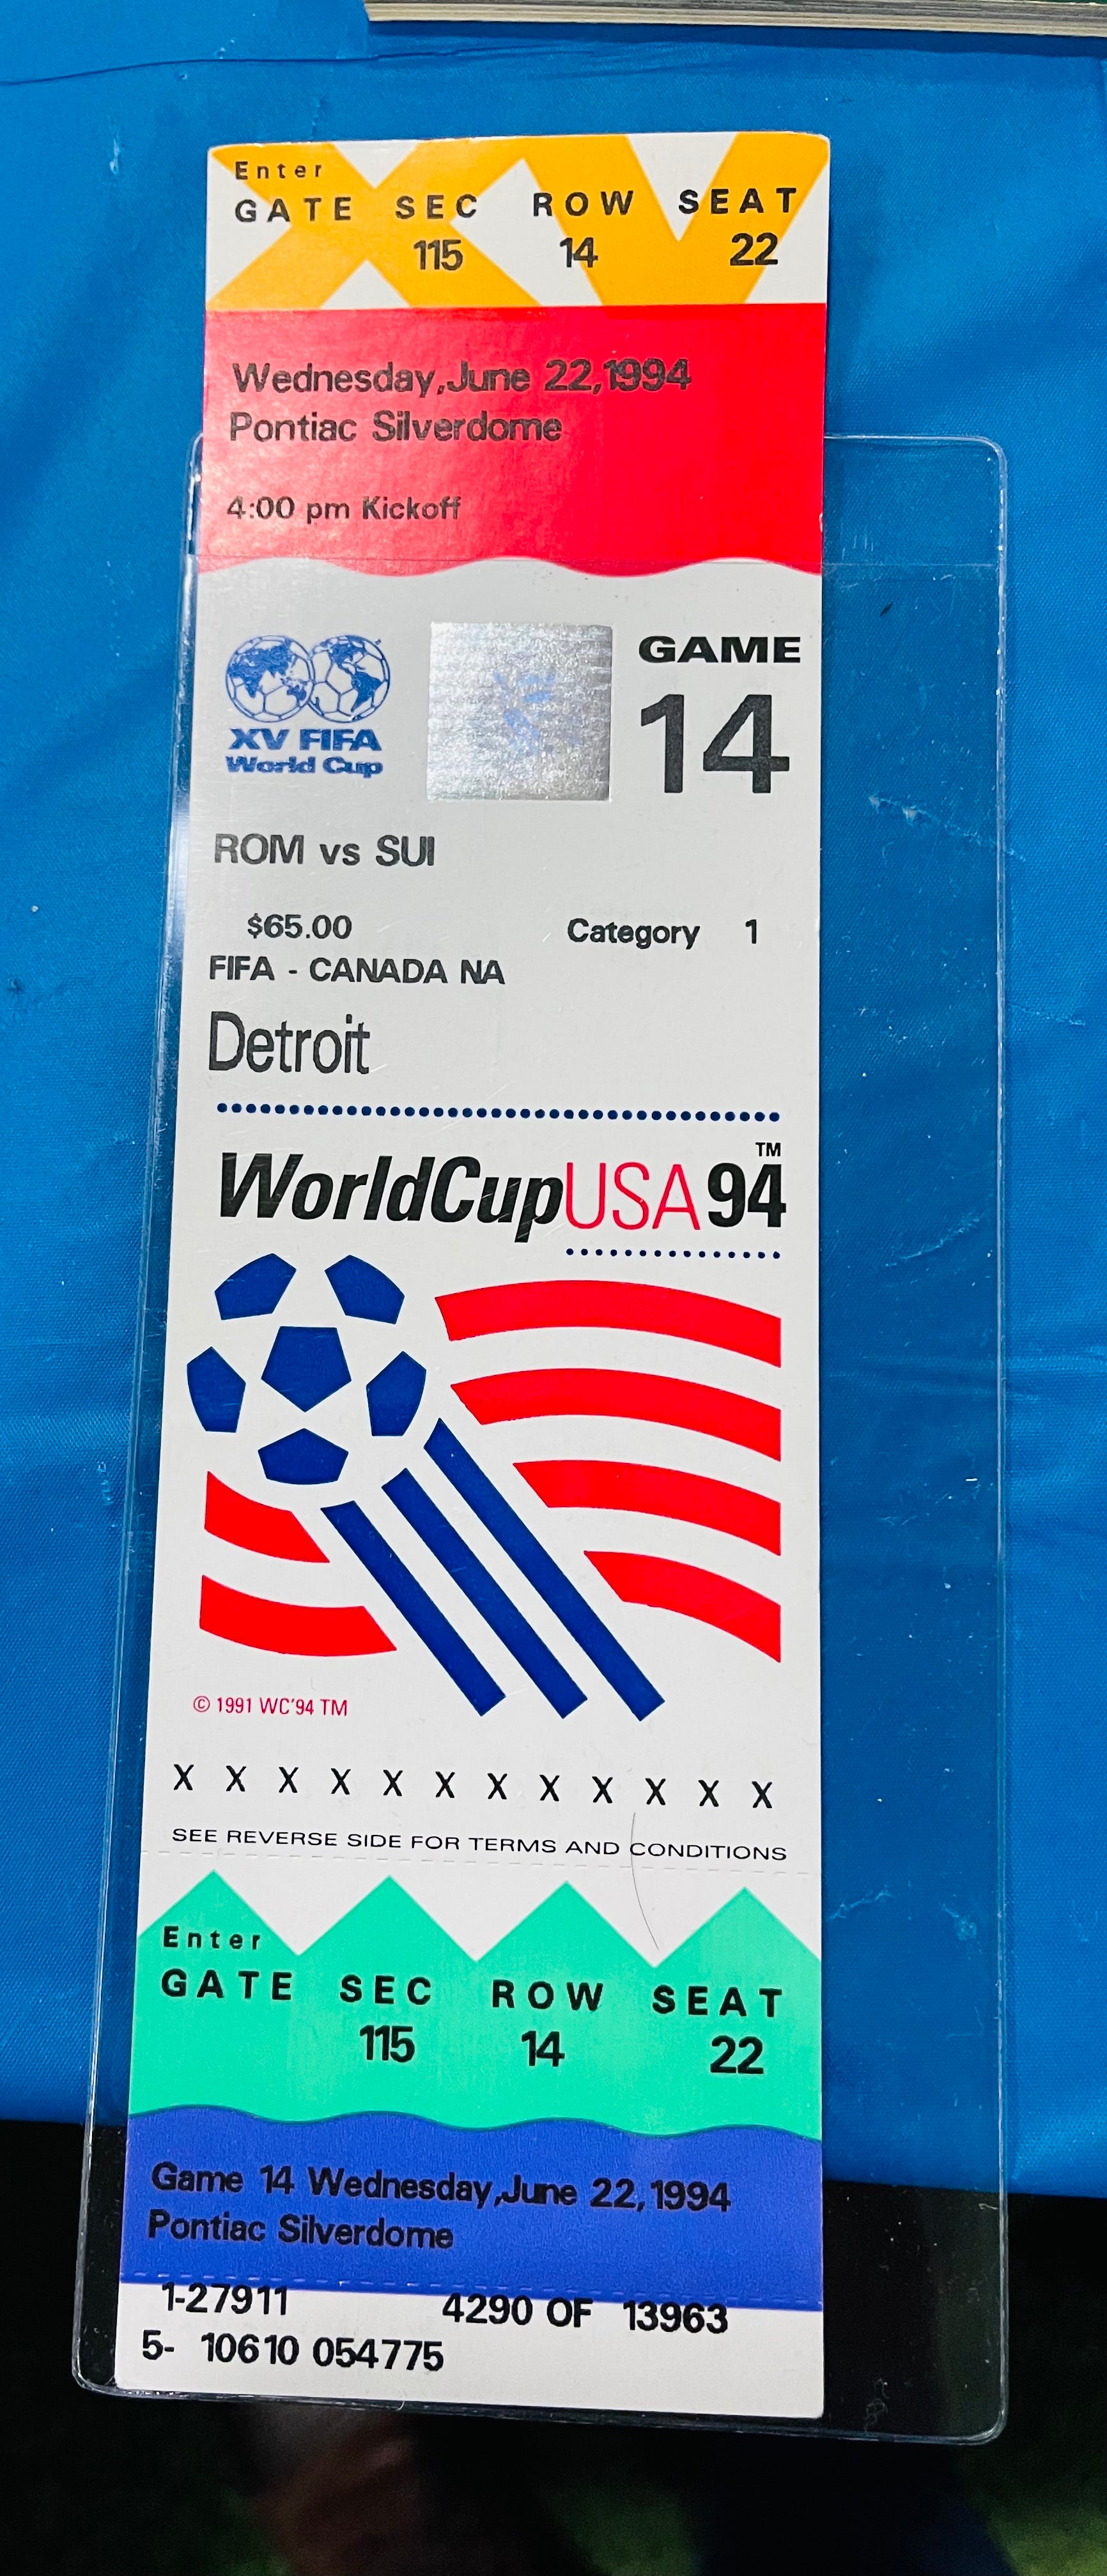 Enter
GATE SEC ROW SEAT
115 14 22
Wednesday, June 22, 1994
Pontiac Silverdome
4:00 pm Kickoff
XV FIFA
World Cup
GAME
14
ROM vs SUI
$65.00 Category 1
FIFA - CANADA NA
Detroit
WorldCupUSA94 TM
© 1991 WC'94 TM
X X X X X X X X X X X X
SEE REVERSE SIDE FOR TERMS AND CONDITIONS
Enter
GATE SEC ROW SEAT
115 14 22
Game 14 Wednesday, June 22, 1994
Pontiac Silverdome
1-27911 4290 OF 13963
5- 10610 054775